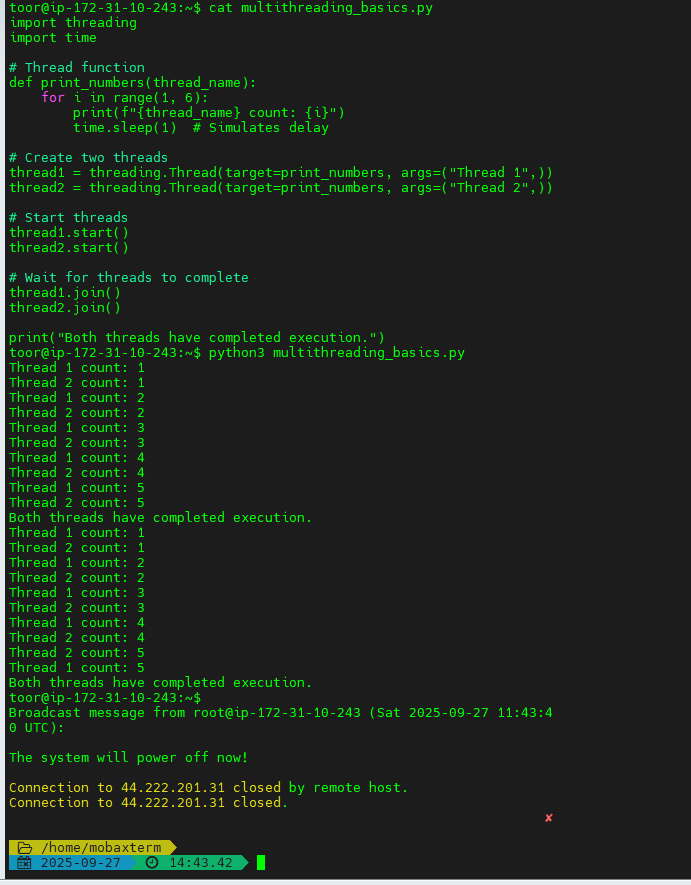 toor@ip-172-31-10-243:~$ cat multithreading_basics.py
import threading
import time
# Thread function
def print_numbers(thread_name):
    for i in range(1, 6):
        print(f"{thread_name} count: {i}")
        time.sleep(1)  # Simulates delay
# Create two threads
thread1 = threading.Thread(target=print_numbers, args=("Thread 1",))
thread2 = threading.Thread(target=print_numbers, args=("Thread 2",))
# Start threads
thread1.start()
thread2.start()
# Wait for threads to complete
thread1.join()
thread2.join()
print("Both threads have completed execution.")
toor@ip-172-31-10-243:~$ python3 multithreading_basics.py
Thread 1 count: 1
Thread 2 count: 1
Thread 1 count: 2
Thread 2 count: 2
Thread 1 count: 3
Thread 2 count: 3
Thread 1 count: 4
Thread 2 count: 4
Thread 1 count: 5
Thread 2 count: 5
Both threads have completed execution.
Thread 1 count: 1
Thread 2 count: 1
Thread 1 count: 2
Thread 2 count: 2
Thread 1 count: 3
Thread 2 count: 3
Thread 1 count: 4
Thread 2 count: 4
Thread 2 count: 5
Thread 1 count: 5
Both threads have completed execution.
toor@ip-172-31-10-243:~$
Broadcast message from root@ip-172-31-10-243 (Sat 2025-09-27 11:43:4
0 UTC):
The system will power off now!
Connection to 44.222.201.31 closed by remote host.
Connection to 44.222.201.31 closed.
✘
/home/mobaxterm
2025-09-27 14:43.42